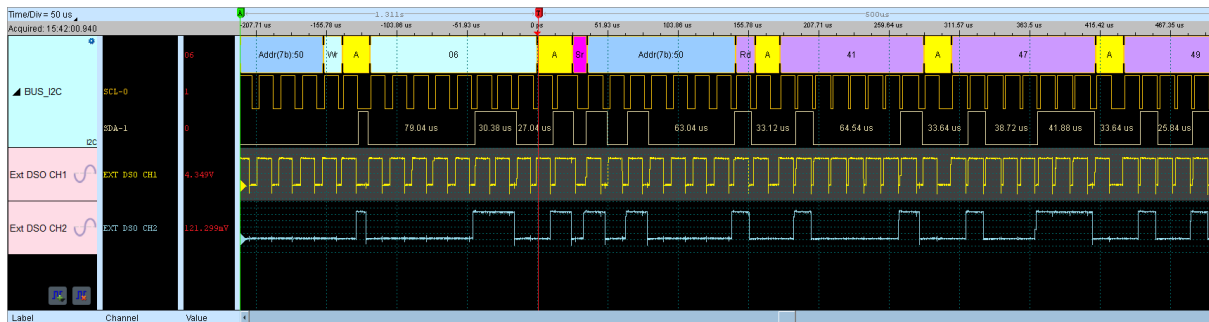 Time/Div= 50 us
1.311s
500us
Acquired: 15:42:00.940
-207.71 us -155.78 us -103.86 us -51.93 us 0 ps 51.93 us 103.86 us 155.78 us 207.71 us 259.64 us 311.57 us 363.5 us 415.42 us 467.35 us
06 Addr(7b):50 Wr A 06 A Sr Addr(7b):50 Rd A 41 A 47 A 49
BUS_I2C SCL-0 1
SDA-1 0 79.04 us 30.38 us 27.04 us 63.04 us 33.12 us 64.54 us 33.64 us 38.72 us 41.88 us 33.64 us 25.84 us
I2C
Ext DSO CH1 EXT DSO CH1 4.349V
Ext DSO CH2 EXT DSO CH2 121.299mV
Label Channel Value